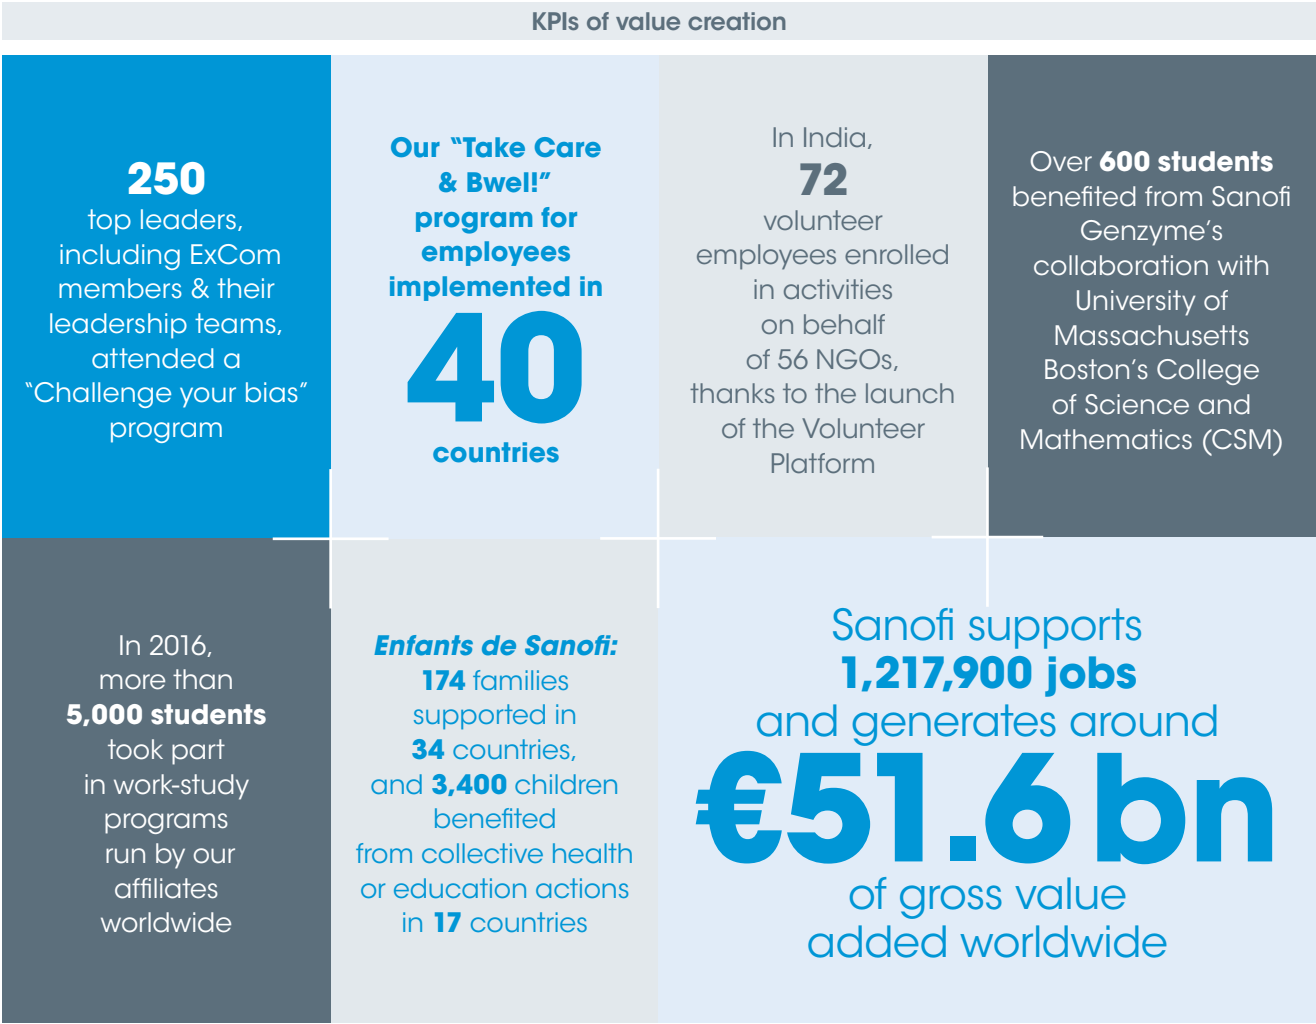 KPIs of value creation
250
top leaders,
including ExCom
members & their
leadership teams,
attended a
“Challenge your bias”
program
Our “Take Care
& Bwel!”
program for
employees
implemented in
40
countries
In India,
72
volunteer
employees enrolled
in activities
on behalf
of 56 NGOs,
thanks to the launch
of the Volunteer
Platform
Over 600 students
benefited from Sanofi
Genzyme’s
collaboration with
University of
Massachusetts
Boston’s College
of Science and
Mathematics (CSM)
In 2016,
more than
5,000 students
took part
in work-study
programs
run by our
affiliates
worldwide
Enfants de Sanofi:
174 families
supported in
34 countries,
and 3,400 children
benefited
from collective health
or education actions
in 17 countries
Sanofi supports
1,217,900 jobs
and generates around
€51.6 bn
of gross value
added worldwide